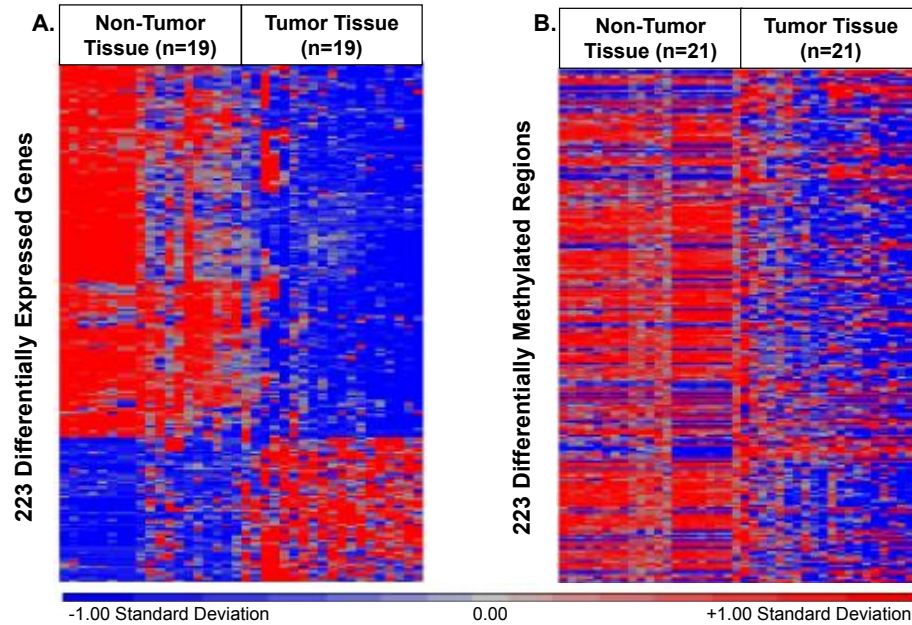 A.
Non-Tumor
Tissue (n=19)
Tumor Tissue
(n=19)
223 Differentially Expressed Genes
B.
Non-Tumor
Tissue (n=21)
Tumor Tissue
(n=21)
223 Differentially Methylated Regions
-1.00 Standard Deviation
0.00
+1.00 Standard Deviation